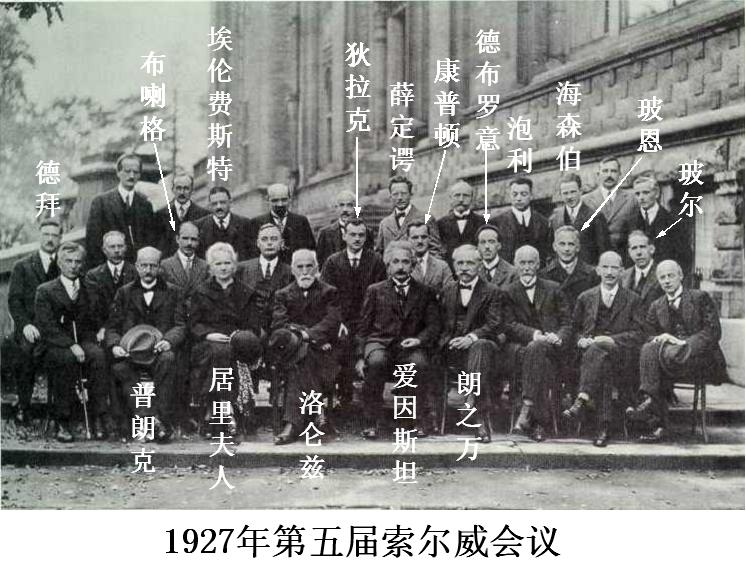 德拜
布喇格
埃伦费斯特
狄拉克
薛定谔
康普顿
德布罗意
泡利
海森伯
玻恩
玻尔
普朗克
居里夫人
洛仑兹
爱因斯坦
朗之万
1927年第五届索尔威会议